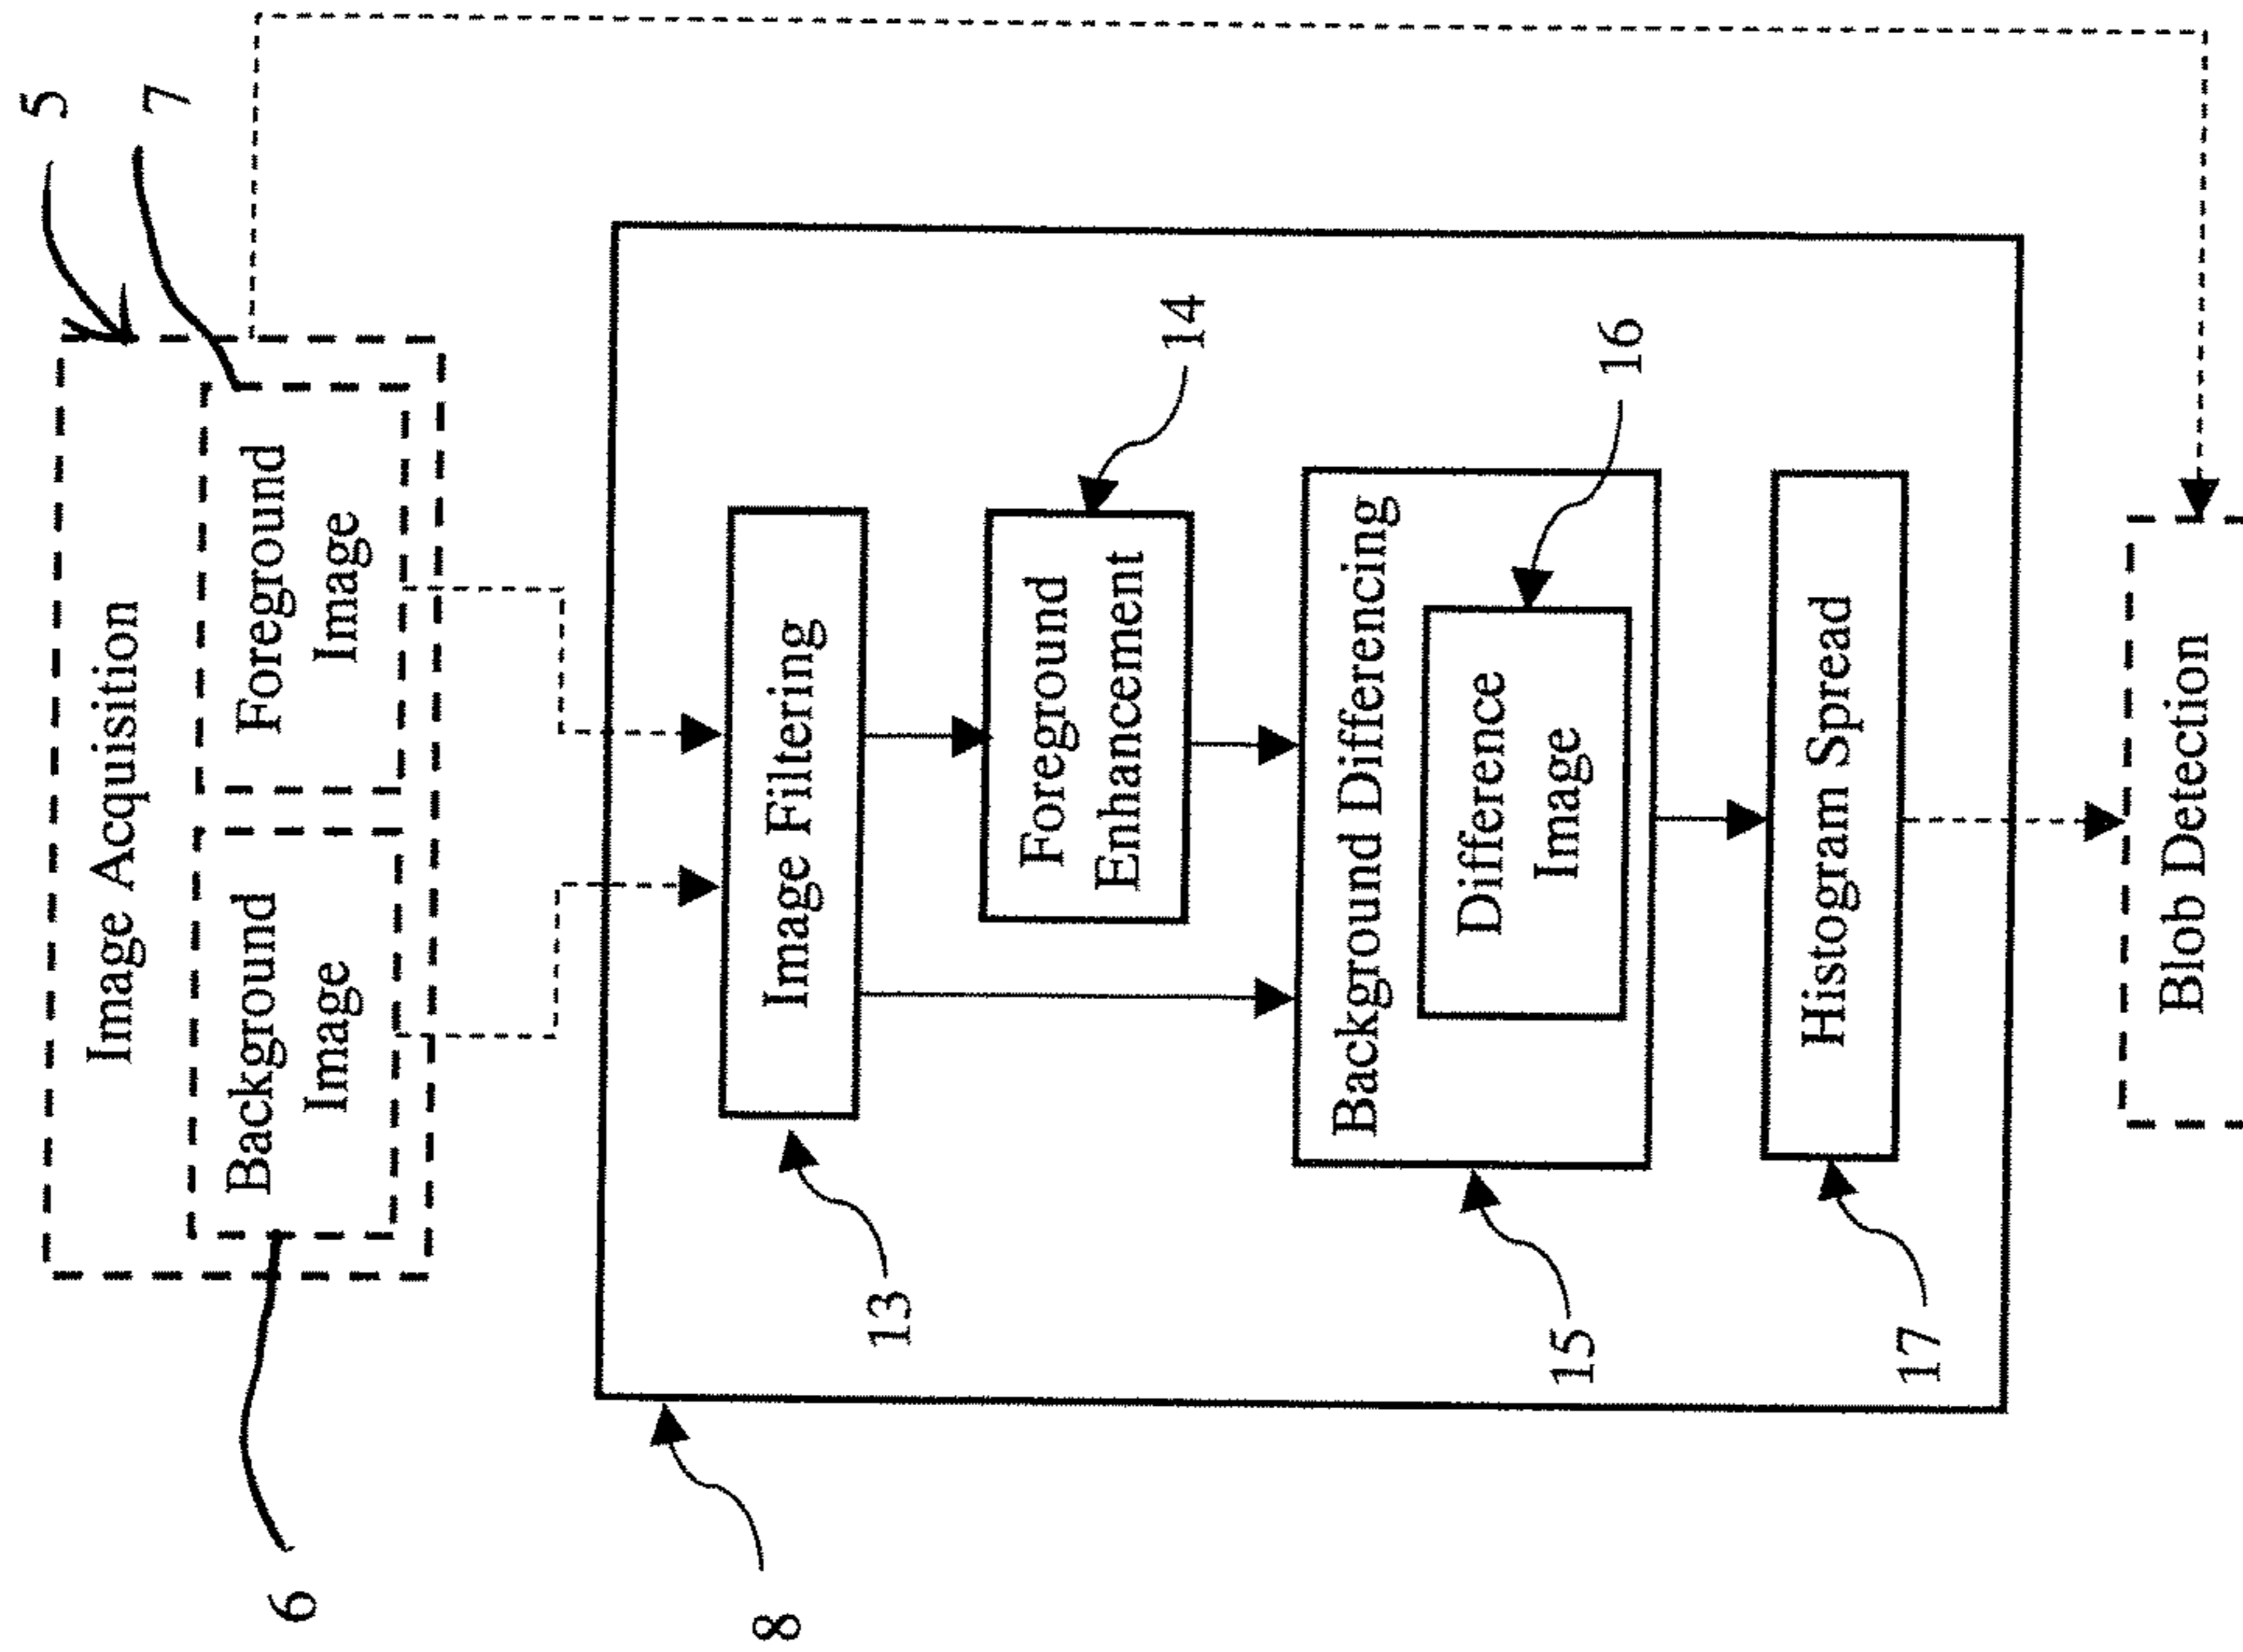 5
7
Image Acquisition
Background
Image
Foreground
Image
6
8
13
Image Filtering
14
Foreground
Enhancement
15
Background Differencing
16
Difference
Image
17
Histogram Spread
Blob Detection